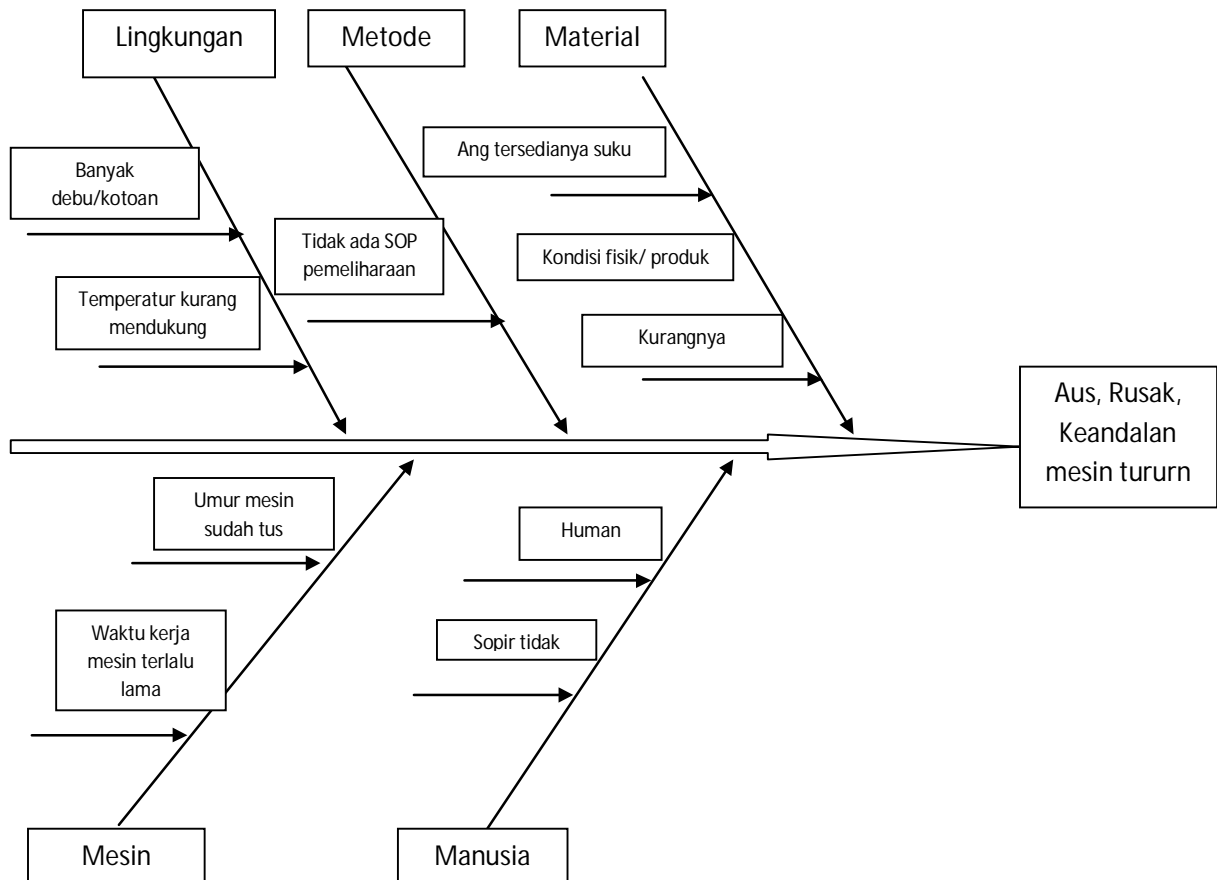 Lingkungan
Metode
Material
Ang tersedianya suku
Banyak
debu/kotoan
Tidak ada SOP
pemeliharaan
Kondisi fisik/ produk
Temperatur kurang
mendukung
Kurangnya
Aus, Rusak,
Keandalan
mesin tururn
Umur mesin
sudah tus
Human
Waktu kerja
mesin terlalu
lama
Sopir tidak
Mesin
Manusia